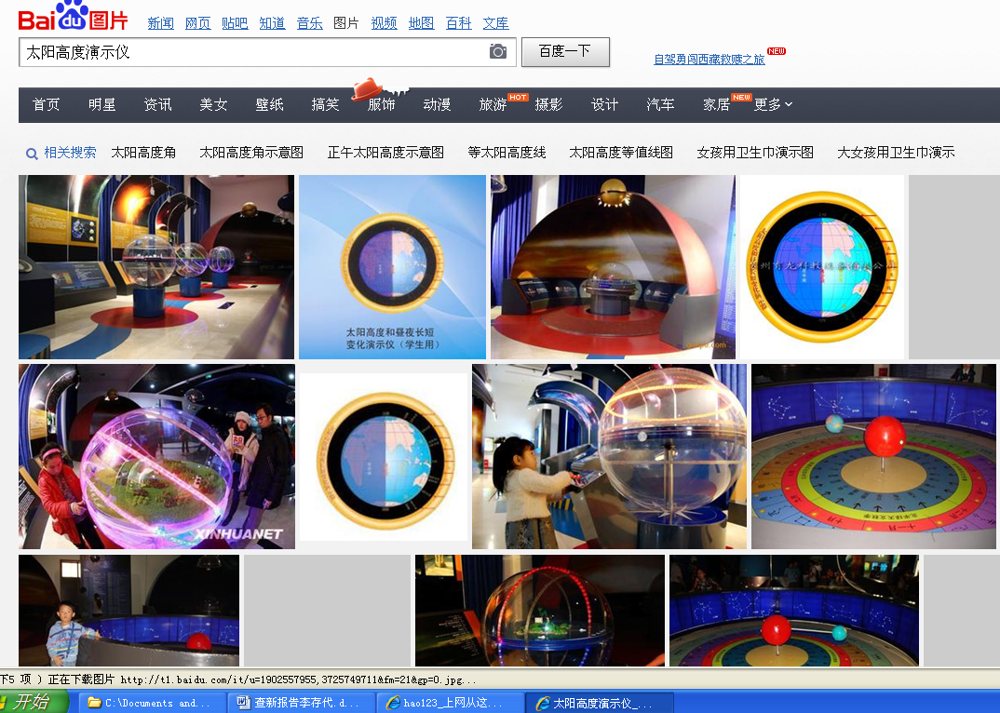 Bai 图片
新闻 网页 贴吧 知道 音乐 图片 视频 地图 百科 文库
太阳高度演示仪 百度一下 自驾勇闯西藏救赎之旅 NEW
首页 明星 资讯 美女 壁纸 搞笑 服饰 动漫 旅游 HOT 摄影 设计 汽车 家居 NEW 更多
相关搜索 太阳高度角 太阳高度角示意图 正午太阳高度示意图 等太阳高度线 太阳高度等值线图 女孩用卫生巾演示图 大女孩用卫生巾演示
太阳高度和昼夜长短
变化演示仪（学生用）
XINHUANET
下5 项 ) 正在下载图片 http://t1.baidu.com/it/u=1902557955,3725749711&fm=21&gp=0.jpg...
开始 C:\Documents and... 查新报告李存代.d... hao123_上网从这... 太阳高度演示仪_...